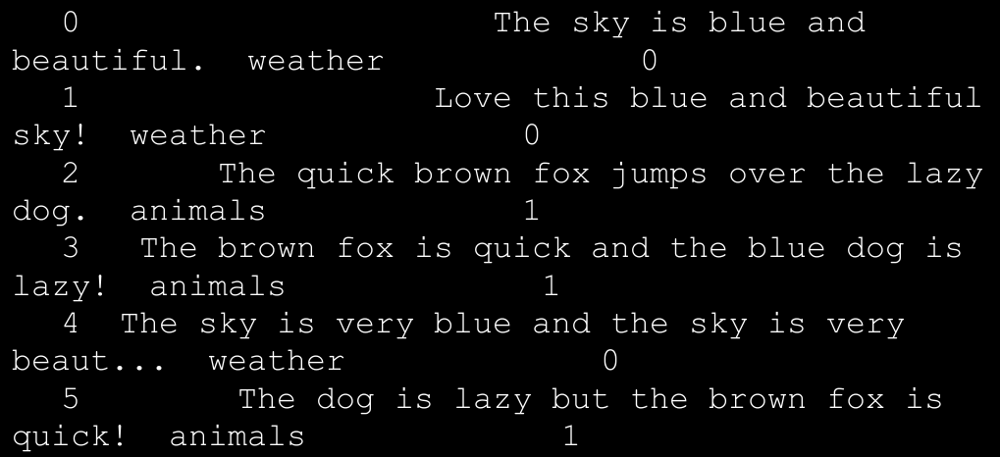 0 The sky is blue and
beautiful. weather 0
1 Love this blue and beautiful
sky! weather 0
2 The quick brown fox jumps over the lazy
dog. animals 1
3 The brown fox is quick and the blue dog is
lazy! animals 1
4 The sky is very blue and the sky is very
beaut... weather 0
5 The dog is lazy but the brown fox is
quick! animals 1